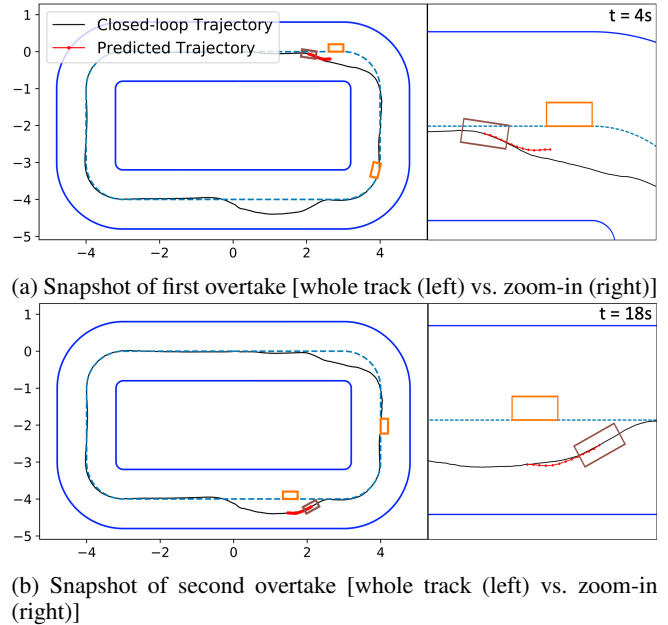 Closed-loop Trajectory
Predicted Trajectory
t = 4s
1
0
−1
−2
−3
−4
−5
−4 −2 0 2 4
(a) Snapshot of first overtake [whole track (left) vs. zoom-in (right)]
t = 18s
1
0
−1
−2
−3
−4
−5
−4 −2 0 2 4
(b) Snapshot of second overtake [whole track (left) vs. zoom-in
(right)]